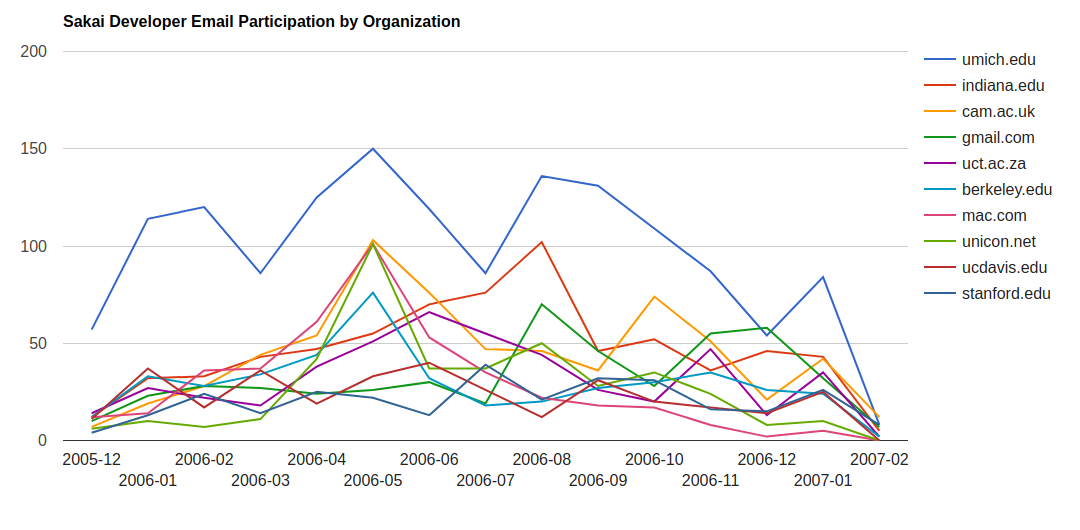 Sakai Developer Email Participation by Organization
200
150
100
50
0
2005-12
2006-01
2006-02
2006-03
2006-04
2006-05
2006-06
2006-07
2006-08
2006-09
2006-10
2006-11
2006-12
2007-01
2007-02
umich.edu
indiana.edu
cam.ac.uk
gmail.com
uct.ac.za
berkeley.edu
mac.com
unicon.net
ucdavis.edu
stanford.edu